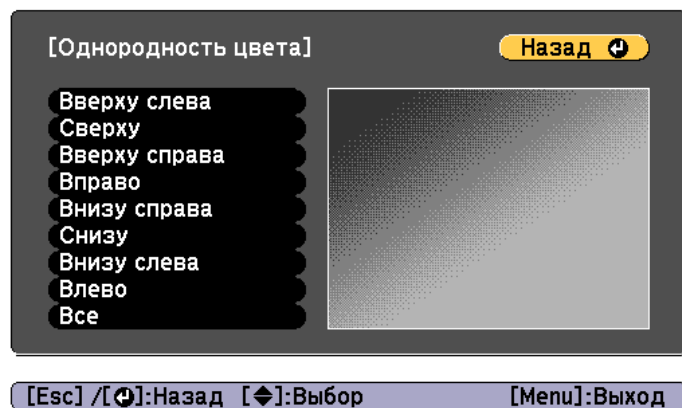 [Однородность цвета]
Назад
Вверху слева
Сверху
Вверху справа
Вправо
Внизу справа
Снизу
Внизу слева
Влево
Все
[Esc] /[⏎]:Назад [◆]:Выбор [Menu]:Выход